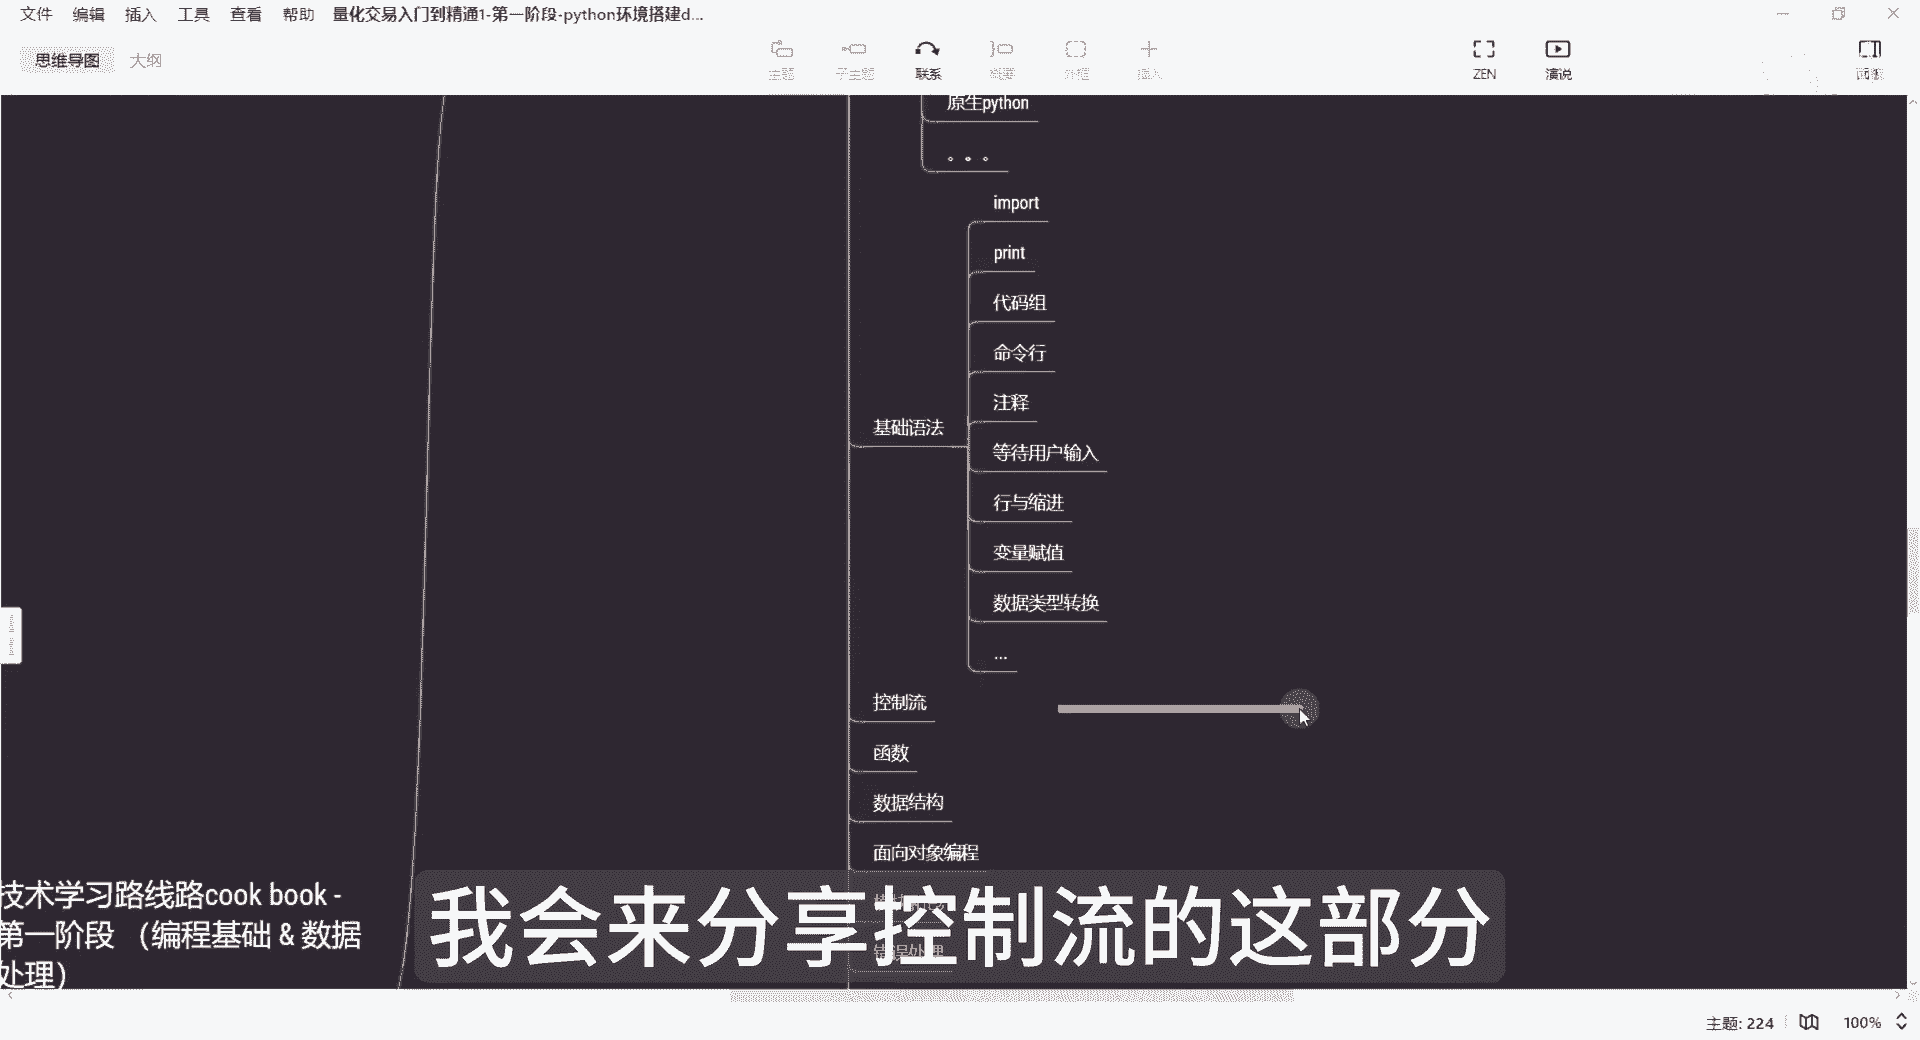 文件 编辑 插入 工具 查看 帮助 量化交易入门到精通1-第一阶段-python环境搭建d...
思维导图 大纲
主题 子主题 联系 概要 外框 插入 ZEN 演说
原生python
。。。
import
print
代码组
命令行
注释
基础语法
等待用户输入
行与缩进
变量赋值
数据类型转换
...
控制流
函数
数据结构
面向对象编程
错误处理
技术学习路线路cook book -
第一阶段 （编程基础 & 数据
处理）
我会来分享控制流的这部分
主题: 224 100%